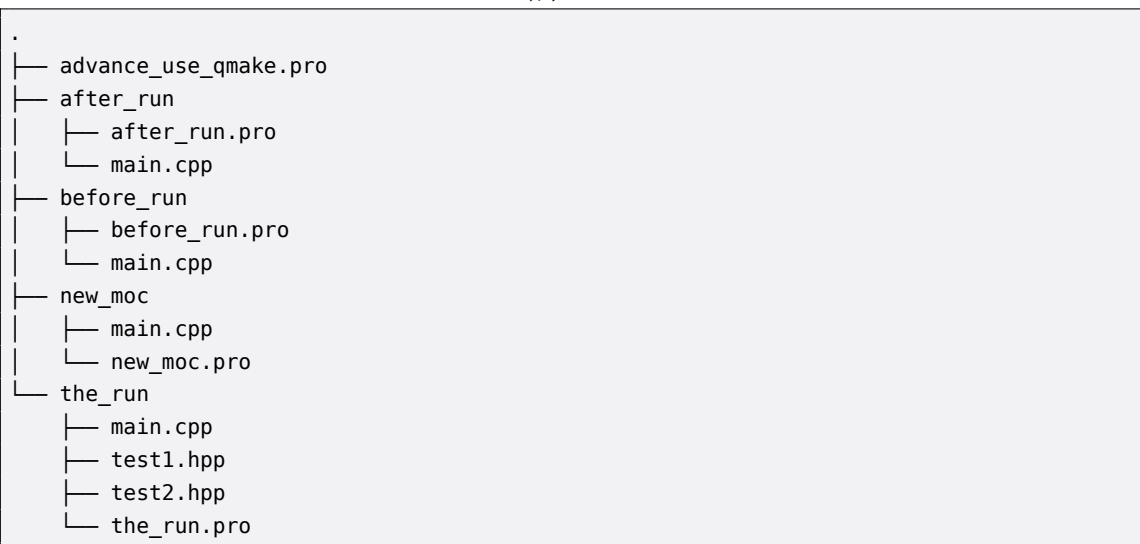 .
├── advance_use_qmake.pro
├── after_run
│   ├── after_run.pro
│   └── main.cpp
├── before_run
│   ├── before_run.pro
│   └── main.cpp
├── new_moc
│   ├── main.cpp
│   └── new_moc.pro
└── the_run
    ├── main.cpp
    ├── test1.hpp
    ├── test2.hpp
    └── the_run.pro